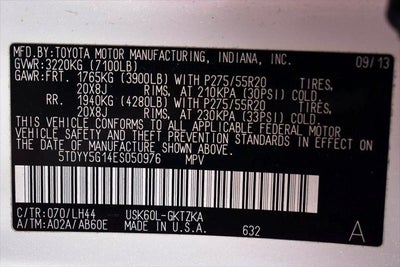 MFD.BY:TOYOTA MOTOR MANUFACTURING, INDIANA, INC. 09/13
GVWR:3220KG (7100LB)
GAWR:FRT. 1765KG (3900LB) WITH P275/55R20 TIRES,
20X8J RIMS, AT 210KPA (30PSI) COLD.
RR. 1940KG (4280LB) WITH P275/55R20 TIRES,
20X8J RIMS, AT 230KPA (33PSI) COLD.
THIS VEHICLE CONFORMS TO ALL APPLICABLE FEDERAL MOTOR
VEHICLE SAFETY AND THEFT PREVENTION STANDARDS IN EFFECT ON
THE DATE OF MANUFACTURE SHOWN ABOVE.
5TDYY5G14ES050976 MPV
C/TR:070/LH44 USK60L-GKTZKA
A/TM:A02A/AB60E MADE IN U.S.A. 632 A